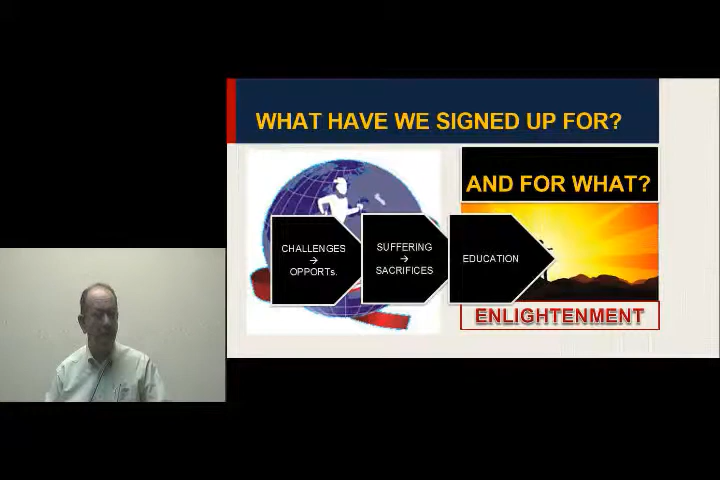 WHAT HAVE WE SIGNED UP FOR?
AND FOR WHAT?
CHALLENGES
→
OPPORTs.
SUFFERING
→
SACRIFICES
EDUCATION
ENLIGHTENMENT